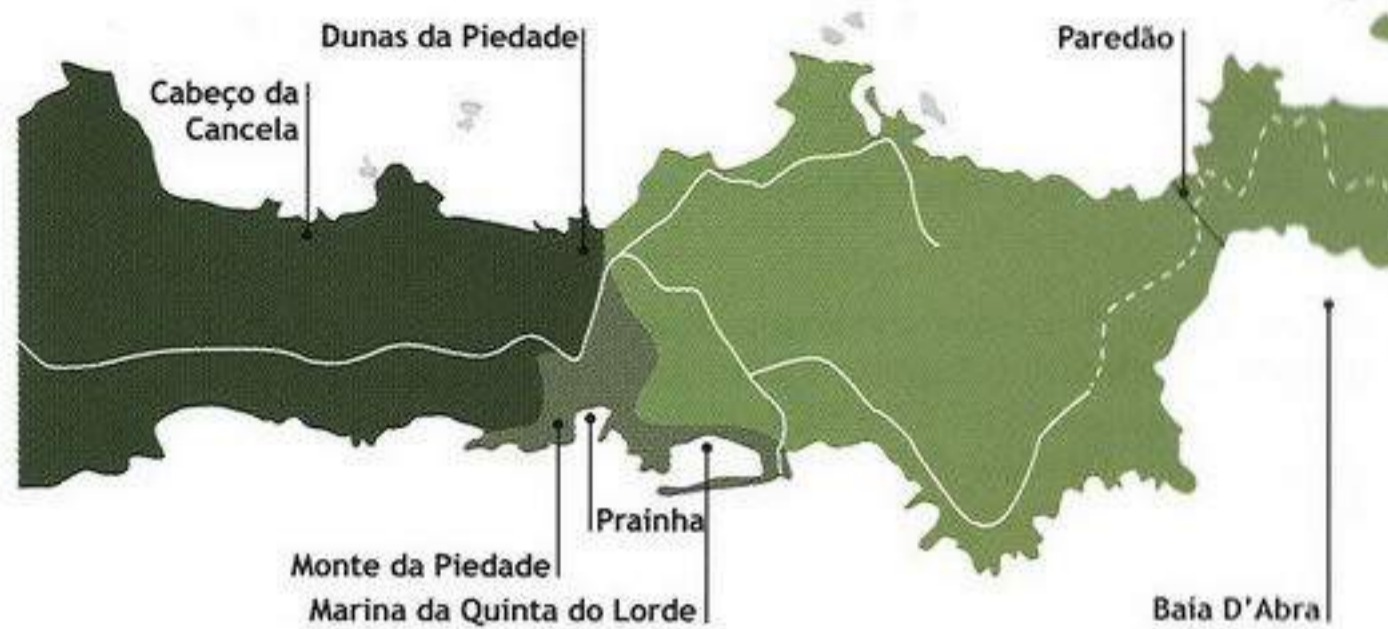 Dunas da Piedade
Paredão
Cabeço da
Cancela
Prainha
Monte da Piedade
Marina da Quinta do Lorde
Baía D'Abra